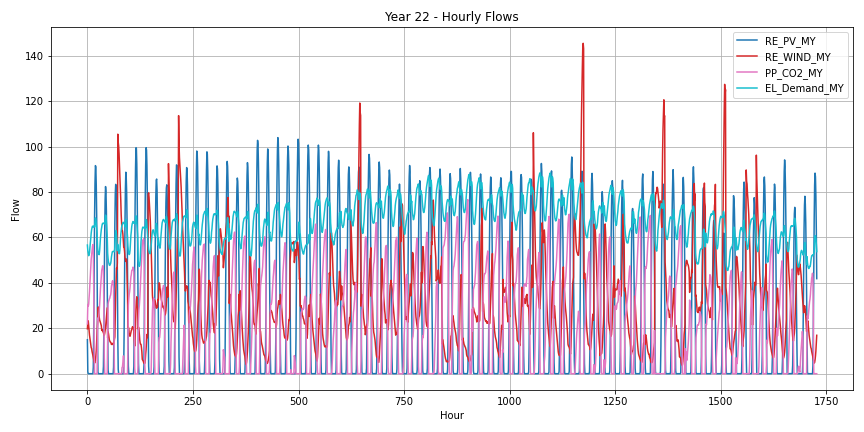 Year 22 - Hourly Flows
RE_PV_MY
RE_WIND_MY
PP_CO2_MY
EL_Demand_MY
140
120
100
80
60
40
20
0
Flow
0 250 500 750 1000 1250 1500 1750
Hour